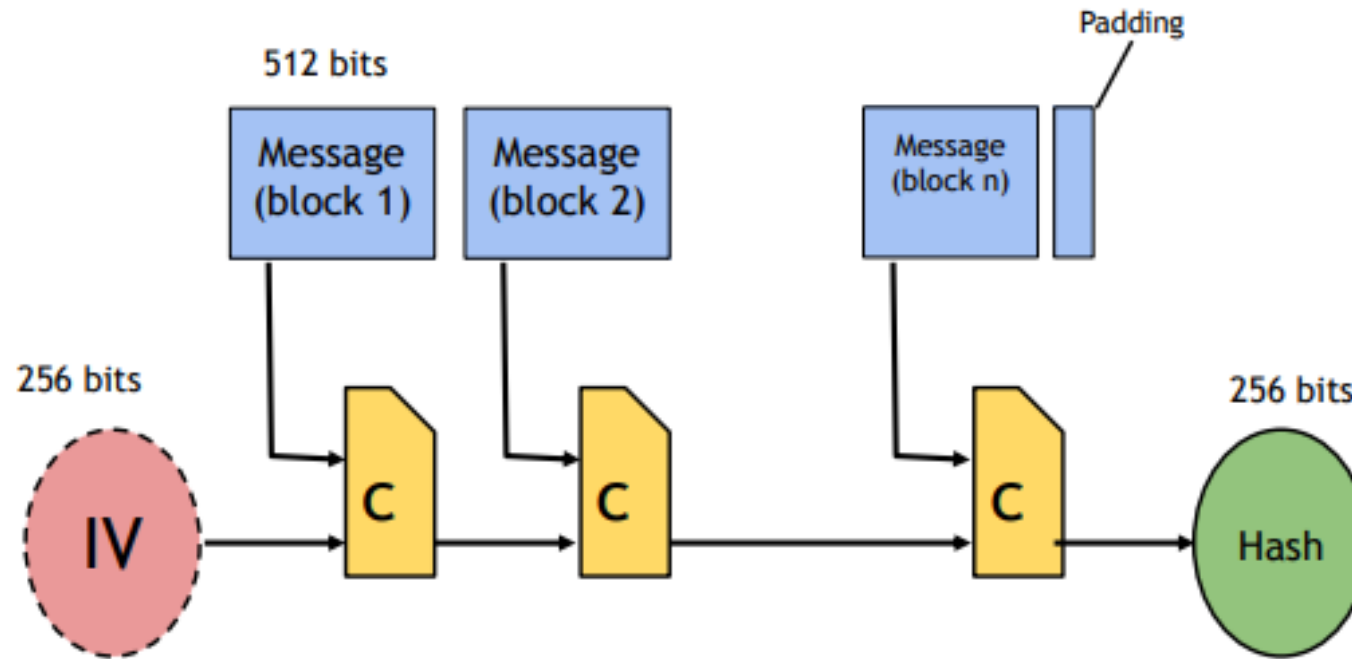 Padding
512 bits
Message
(block 1)
Message
(block 2)
Message
(block n)
256 bits
256 bits
IV
C
C
C
Hash